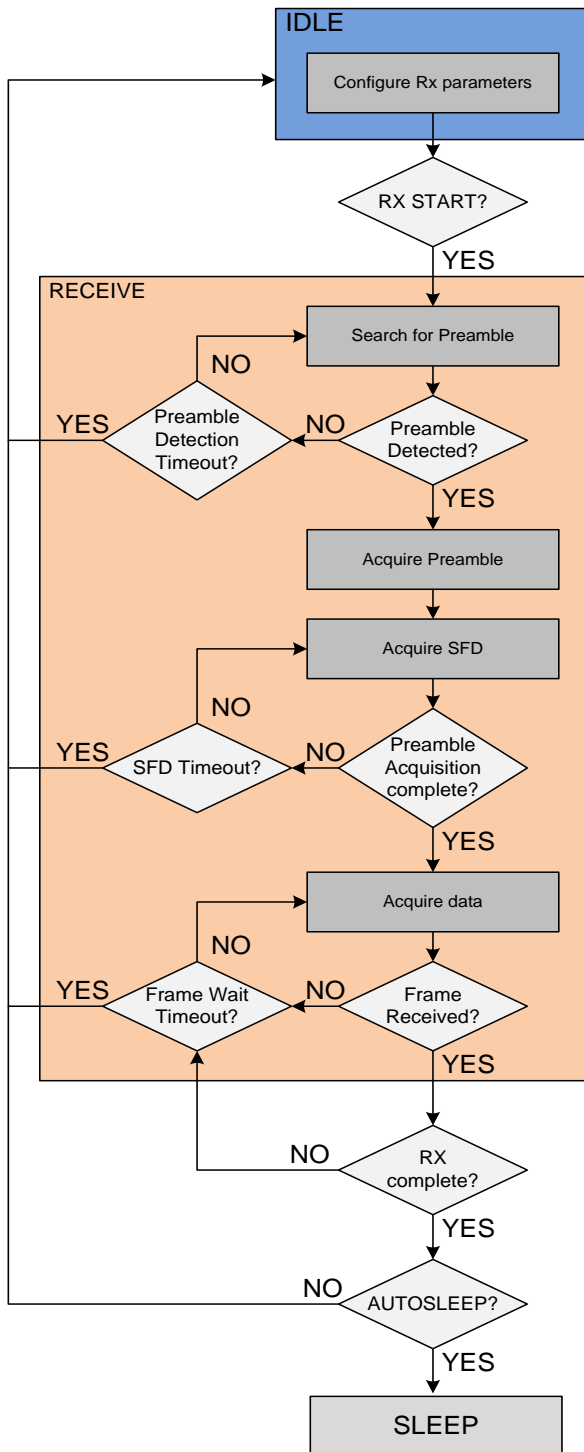 IDLE
Configure Rx parameters
RX START?
YES
RECEIVE
Search for Preamble
NO
YES
Preamble
Detection
Timeout?
NO
Preamble
Detected?
YES
Acquire Preamble
Acquire SFD
NO
YES
SFD Timeout?
NO
Preamble
Acquisition
complete?
YES
Acquire data
NO
YES
Frame Wait
Timeout?
NO
Frame
Received?
YES
NO
RX
complete?
YES
NO
AUTOSLEEP?
YES
SLEEP